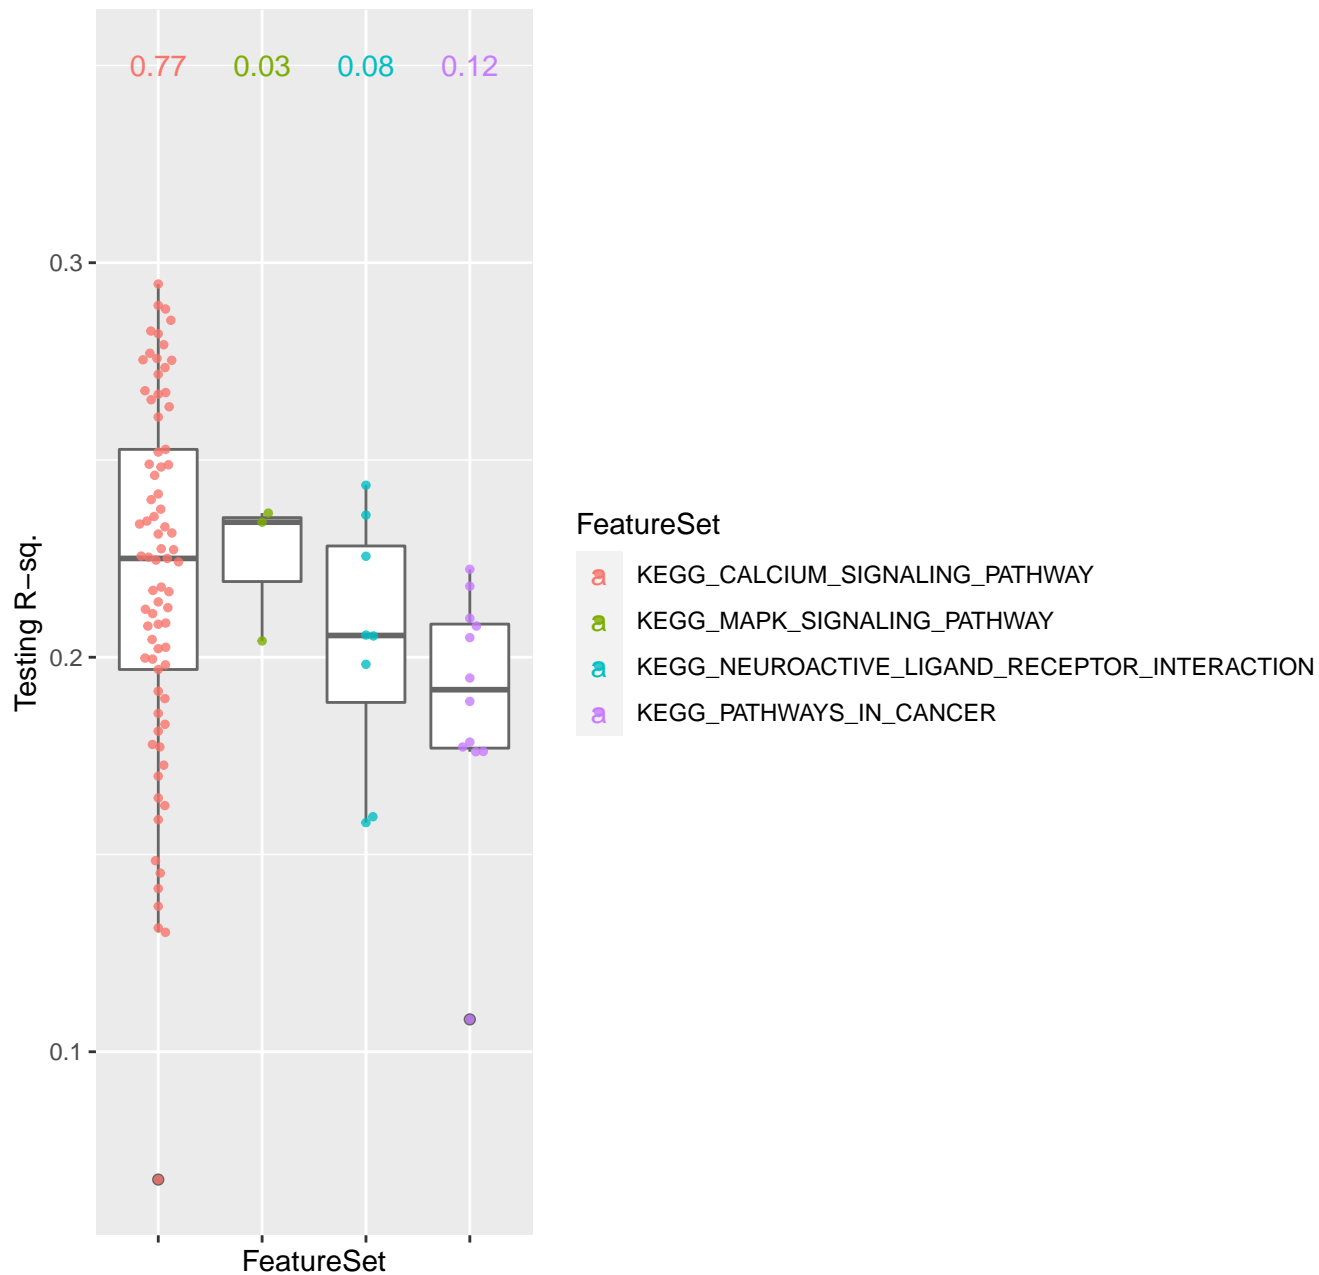 0.77 0.03 0.08 0.12
0.3
0.2
0.1
Testing R−sq.
FeatureSet
FeatureSet
a KEGG_CALCIUM_SIGNALING_PATHWAY
a KEGG_MAPK_SIGNALING_PATHWAY
a KEGG_NEUROACTIVE_LIGAND_RECEPTOR_INTERACTION
a KEGG_PATHWAYS_IN_CANCER